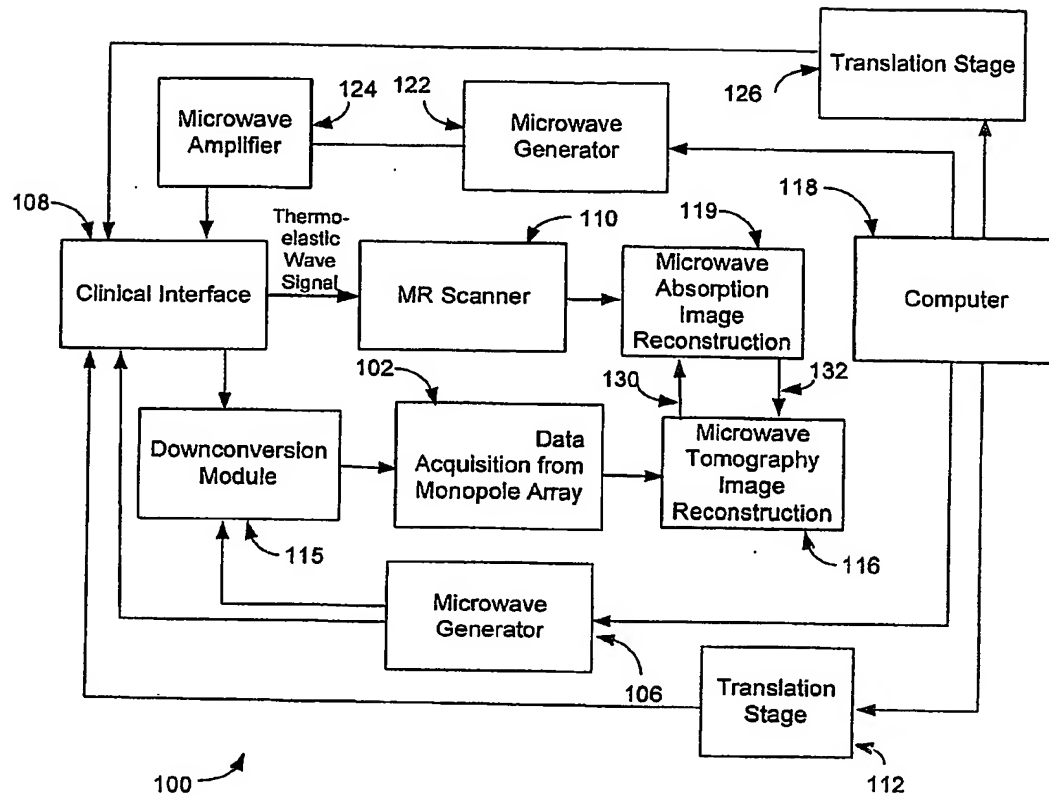 Translation Stage
126
124
122
Microwave
Amplifier
Microwave
Generator
108
118
110
119
Thermo-
elastic
Wave
Signal
Clinical Interface
MR Scanner
Microwave
Absorption
Image
Reconstruction
Computer
102
130
132
Downconversion
Module
Data
Acquisition from
Monopole Array
Microwave
Tomography
Image
Reconstruction
115
116
Microwave
Generator
106
Translation
Stage
100
112